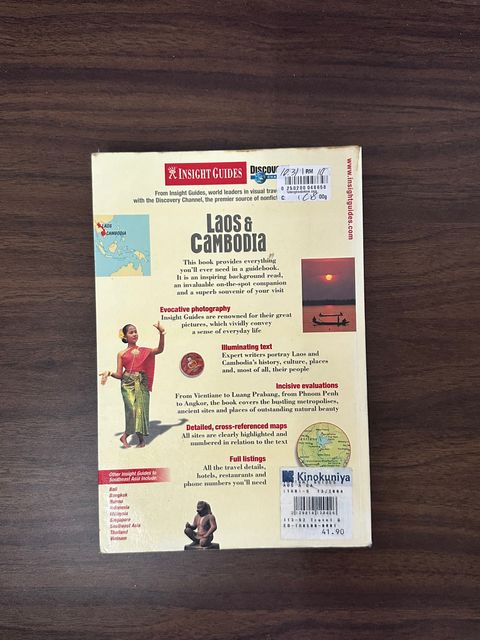 INSIGHT GUIDES
From Insight Guides, world leaders in visual
with the Discovery Channel, the premier source of
RM
www.insightguides.com
LAOS &
CAMBODIA
LAOS
CAMBODIA
This book provides everything
you'll ever need in a guidebook.
It is an inspiring background read,
an invaluable on-the-spot companion
and a superb souvenir of your visit
Evocative photography
Insight Guides are renowned for their great
pictures, which vividly convey
a sense of everyday life
Illuminating text
Expert writers portray Laos and
Cambodia's history, culture, places
and, most of all, their people
Incisive evaluations
From Vientiane to Luang Prabang, from Phnom Penh
to Angkor, the book covers the bustling metropolises,
ancient sites and places of outstanding natural beauty
Detailed, cross-referenced maps
All sites are clearly highlighted and
numbered in relation to the text
Full listings
All the travel details,
hotels, restaurants and
phone numbers you'll need
Other Insight Guides to
Southeast Asia include:
Bali
Bangkok
Burma
Indonesia
Malaysia
Singapore
Southeast Asia
Thailand
Vietnam
Kinokuniya
41.90